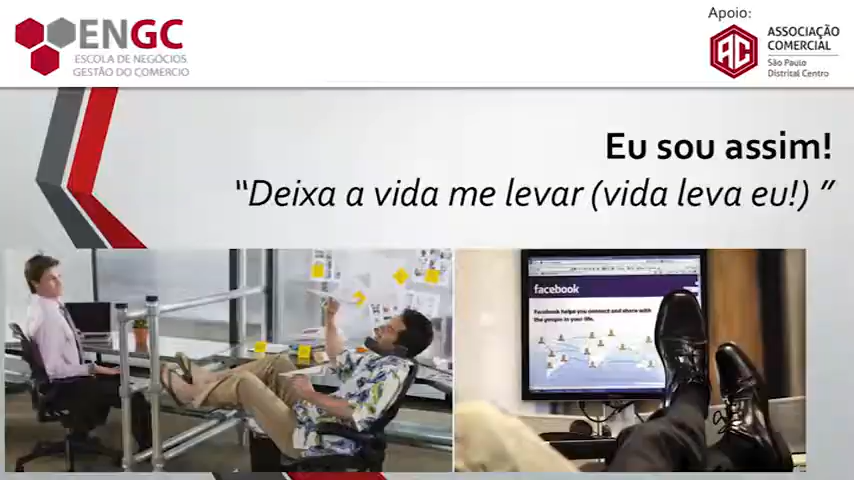 ENGC
ESCOLA DE NEGÓCIOS
GESTÃO DO COMERCIO
Apoio:
AC
ASSOCIAÇÃO
COMERCIAL
São Paulo
Distrital Centro
Eu sou assim!
“Deixa a vida me levar (vida leva eu!) ”
facebook
Facebook helps you connect and share with
the people in your life.